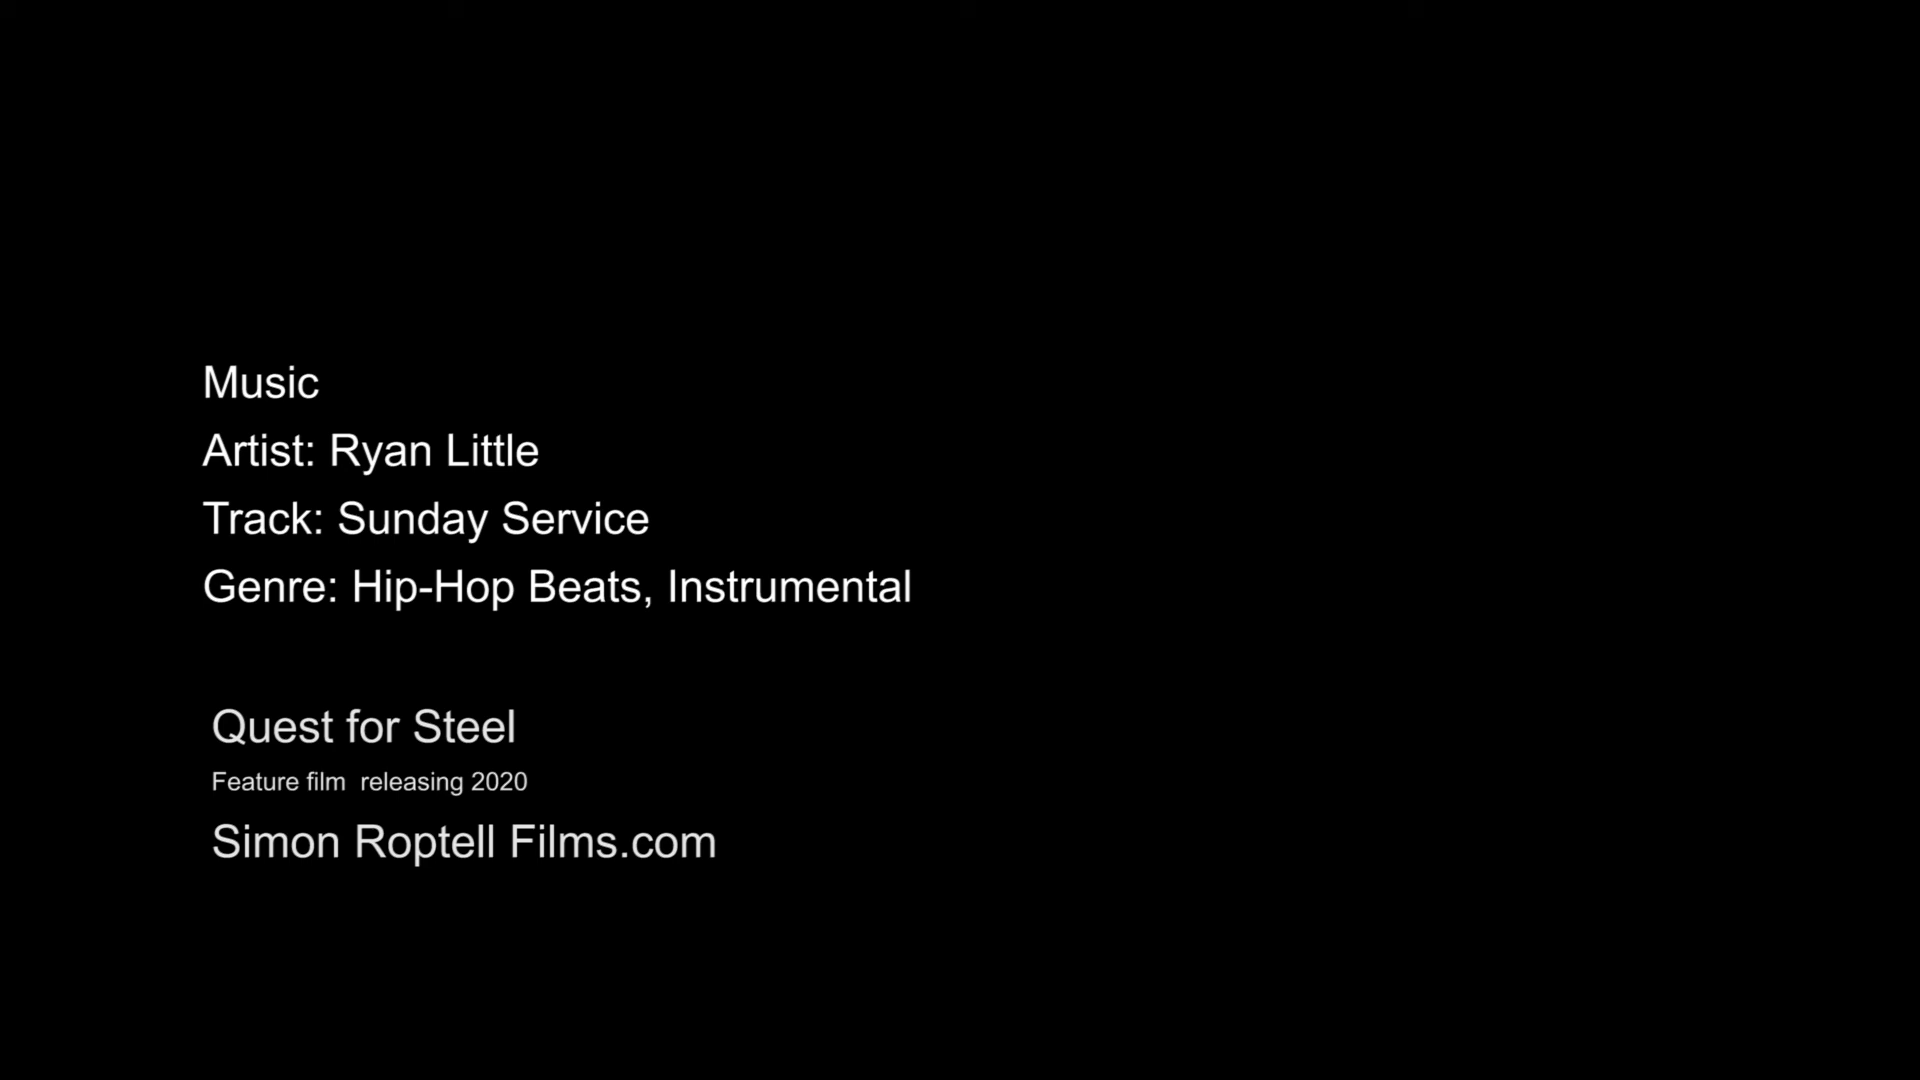 Music
Artist: Ryan Little
Track: Sunday Service
Genre: Hip-Hop Beats, Instrumental
Quest for Steel
Feature film  releasing 2020
Simon Roptell Films.com